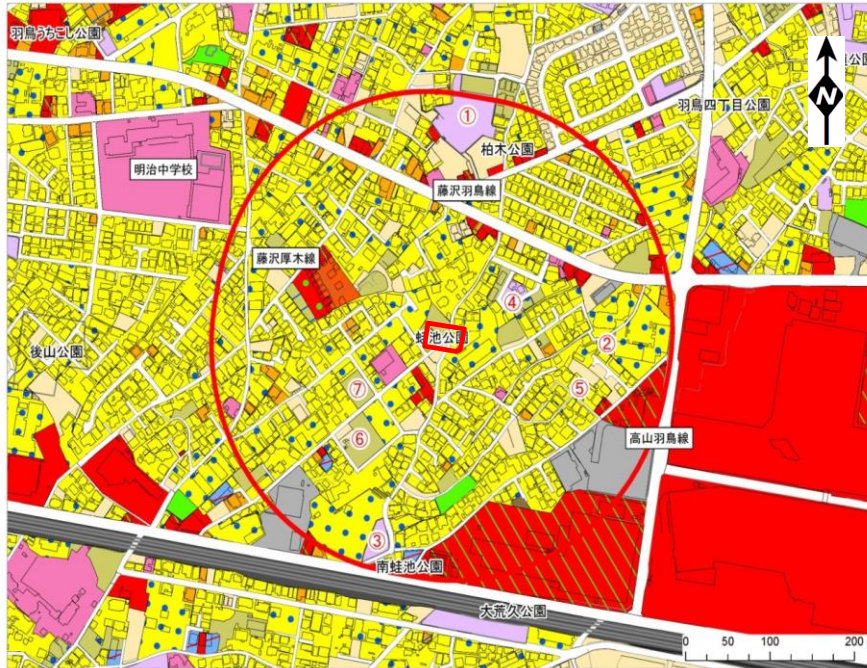 羽鳥うちこし公園
N
羽鳥四丁目公園
①
柏木公園
明治中学校
藤沢羽鳥線
藤沢厚木線
④
蛙池公園
②
後山公園
⑦
⑤
⑥
高山羽鳥線
③
南蛙池公園
大荒久公園
0 50 100 200